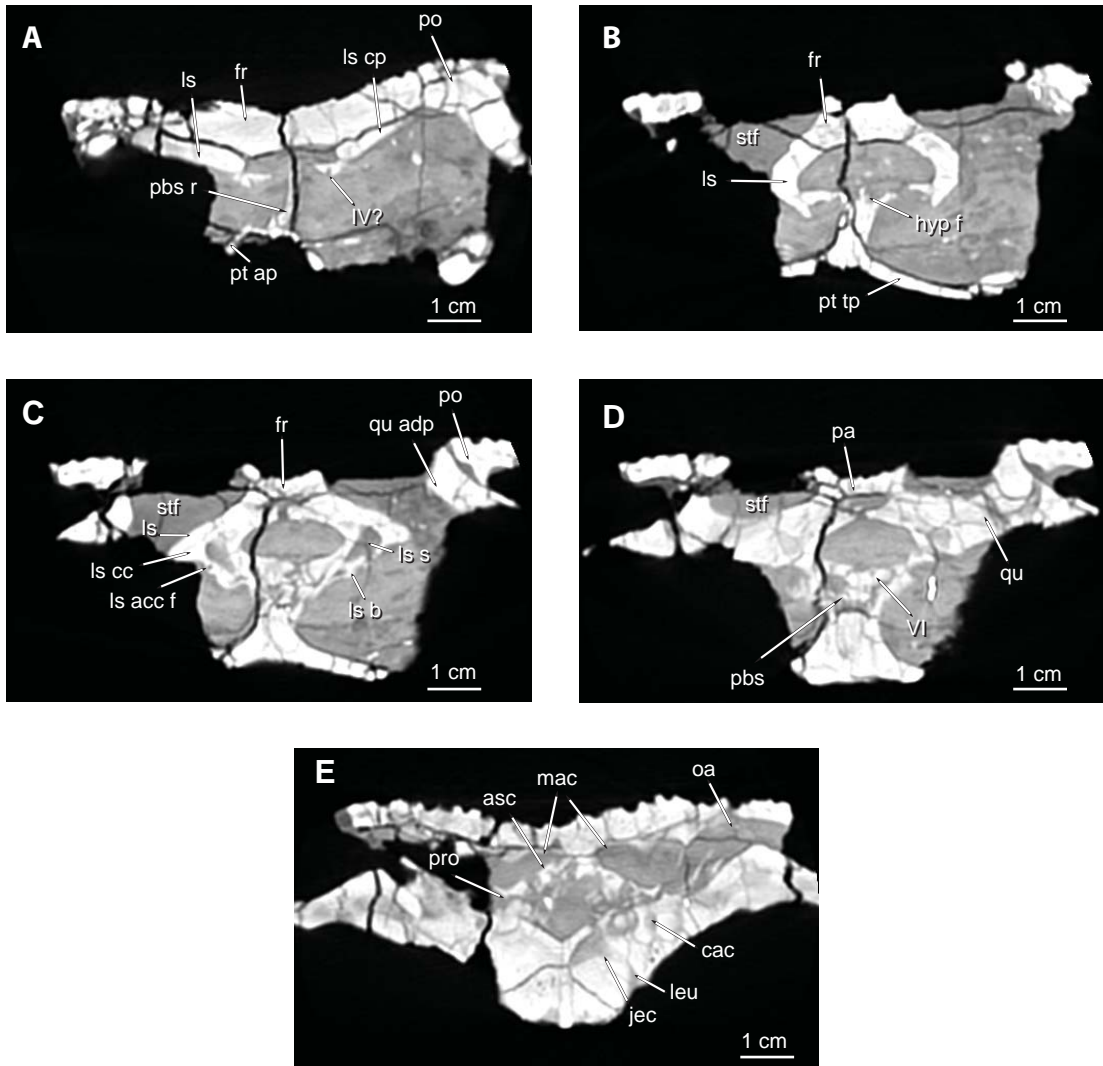 A
po
ls cp
fr
ls
pbs r
IV?
pt ap
1 cm
B
fr
stf
ls
hyp f
pt tp
1 cm
C
po
qu adp
fr
stf
ls
ls s
ls cc
ls acc f
ls b
1 cm
D
pa
stf
qu
VI
pbs
1 cm
E
oa
mac
asc
pro
cac
leu
jec
1 cm